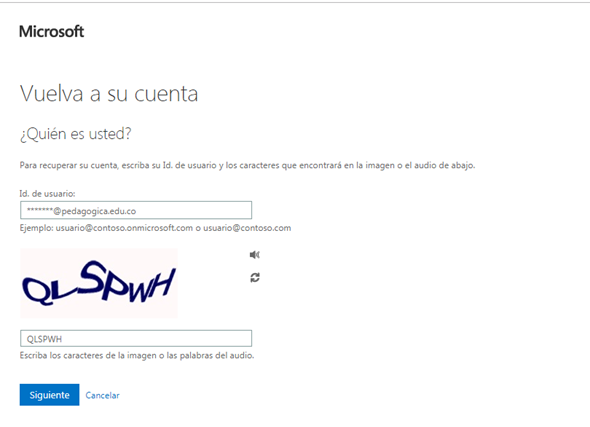 Microsoft
Vuelva a su cuenta
¿Quién es usted?
Para recuperar su cuenta, escriba su Id. de usuario y los caracteres que encontrará en la imagen o el audio de abajo.
Id. de usuario:
*******@pedagogica.edu.co
Ejemplo: usuario@contoso.onmicrosoft.com o usuario@contoso.com
QLSPWH
QLSPWH
Escriba los caracteres de la imagen o las palabras del audio.
Siguiente Cancelar